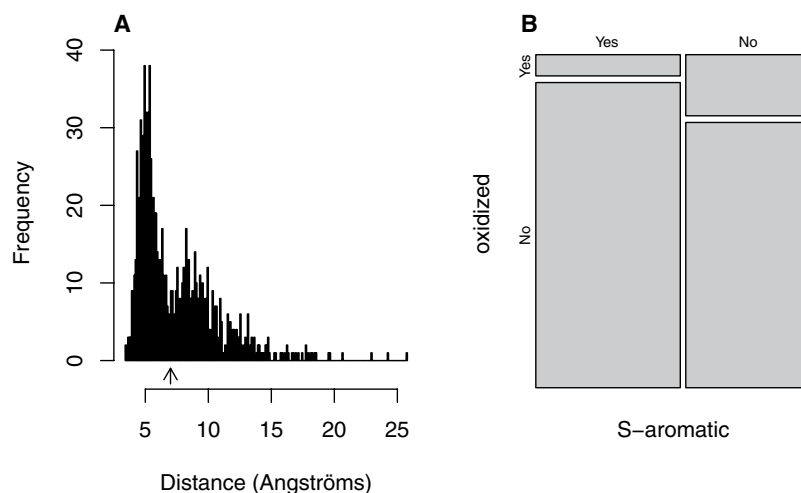 A
Frequency
40
30
20
10
0
5 10 15 20 25
Distance (Angströms)
B
Yes No
Yes
No
oxidized
S−aromatic